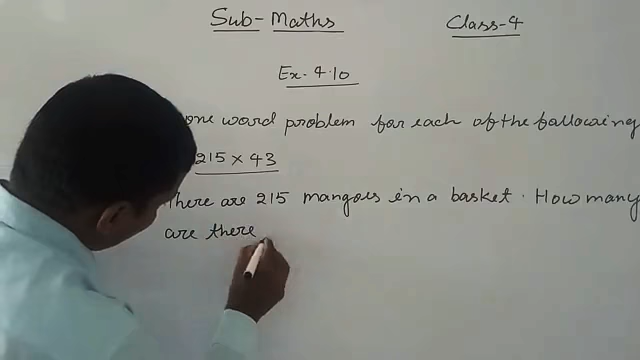 Sub- Maths
Class-4
Ex. 4.10
one word problem for each of the following
215 × 43
There are 215 mangoes in a basket. How many
are there